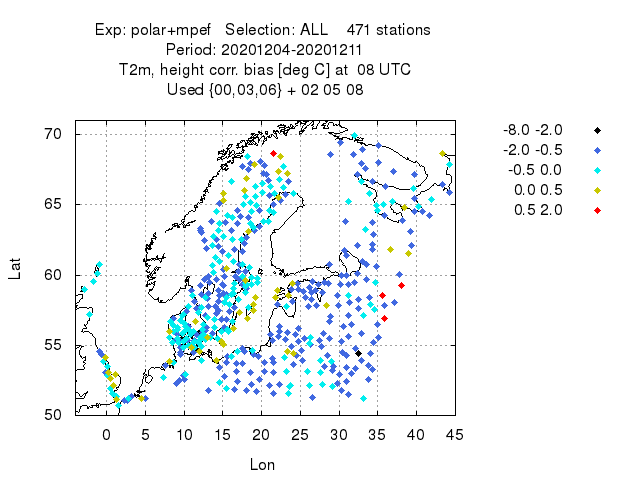 Exp: polar+mpef   Selection: ALL    471 stations
Period: 20201204-20201211
T2m, height corr. bias [deg C] at  08 UTC
Used {00,03,06} + 02 05 08
-8.0 -2.0
-2.0 -0.5
-0.5 0.0
0.0 0.5
0.5 2.0
70
65
60
55
50
Lat
0 5 10 15 20 25 30 35 40 45
Lon